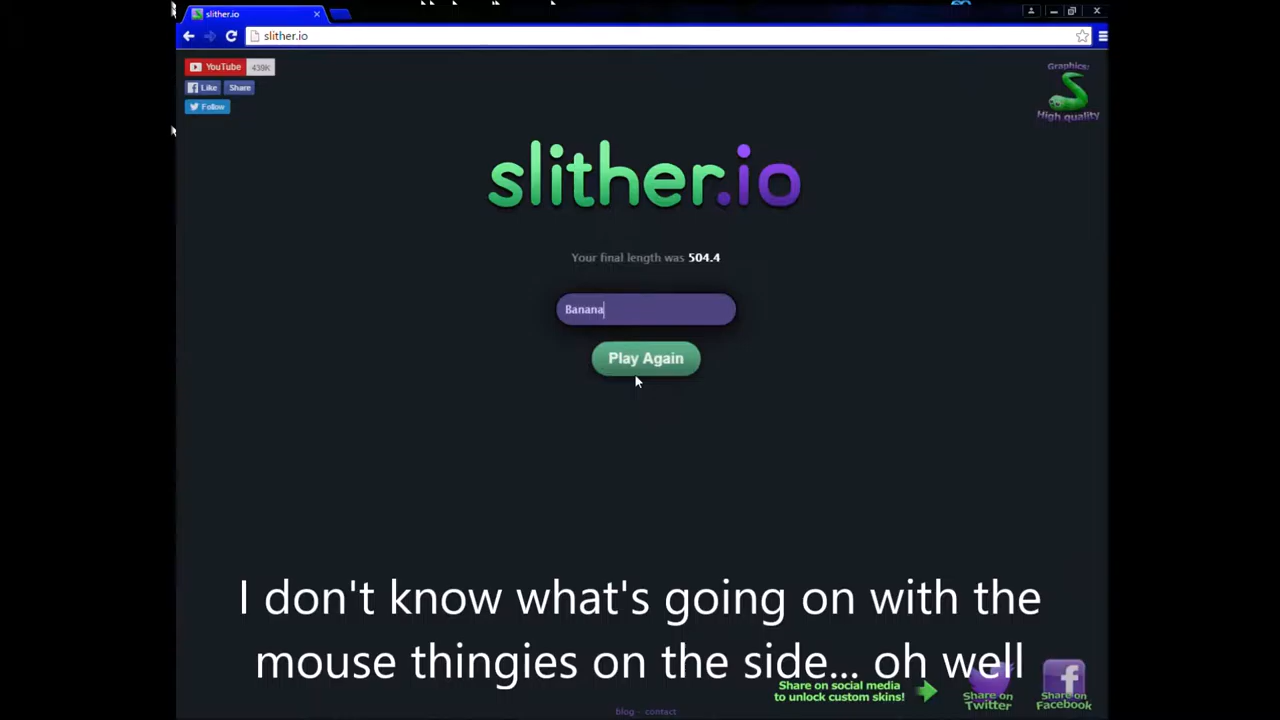 slither.io
slither.io
YouTube 439K
Like Share
Follow
Graphics:
High quality
slither.io
Your final length was 504.4
Banana
Play Again
I don't know what's going on with the
mouse thingies on the side... oh well
Share on social media
to unlock custom skins!
Share on
Twitter
Share on
Facebook
blog - contact